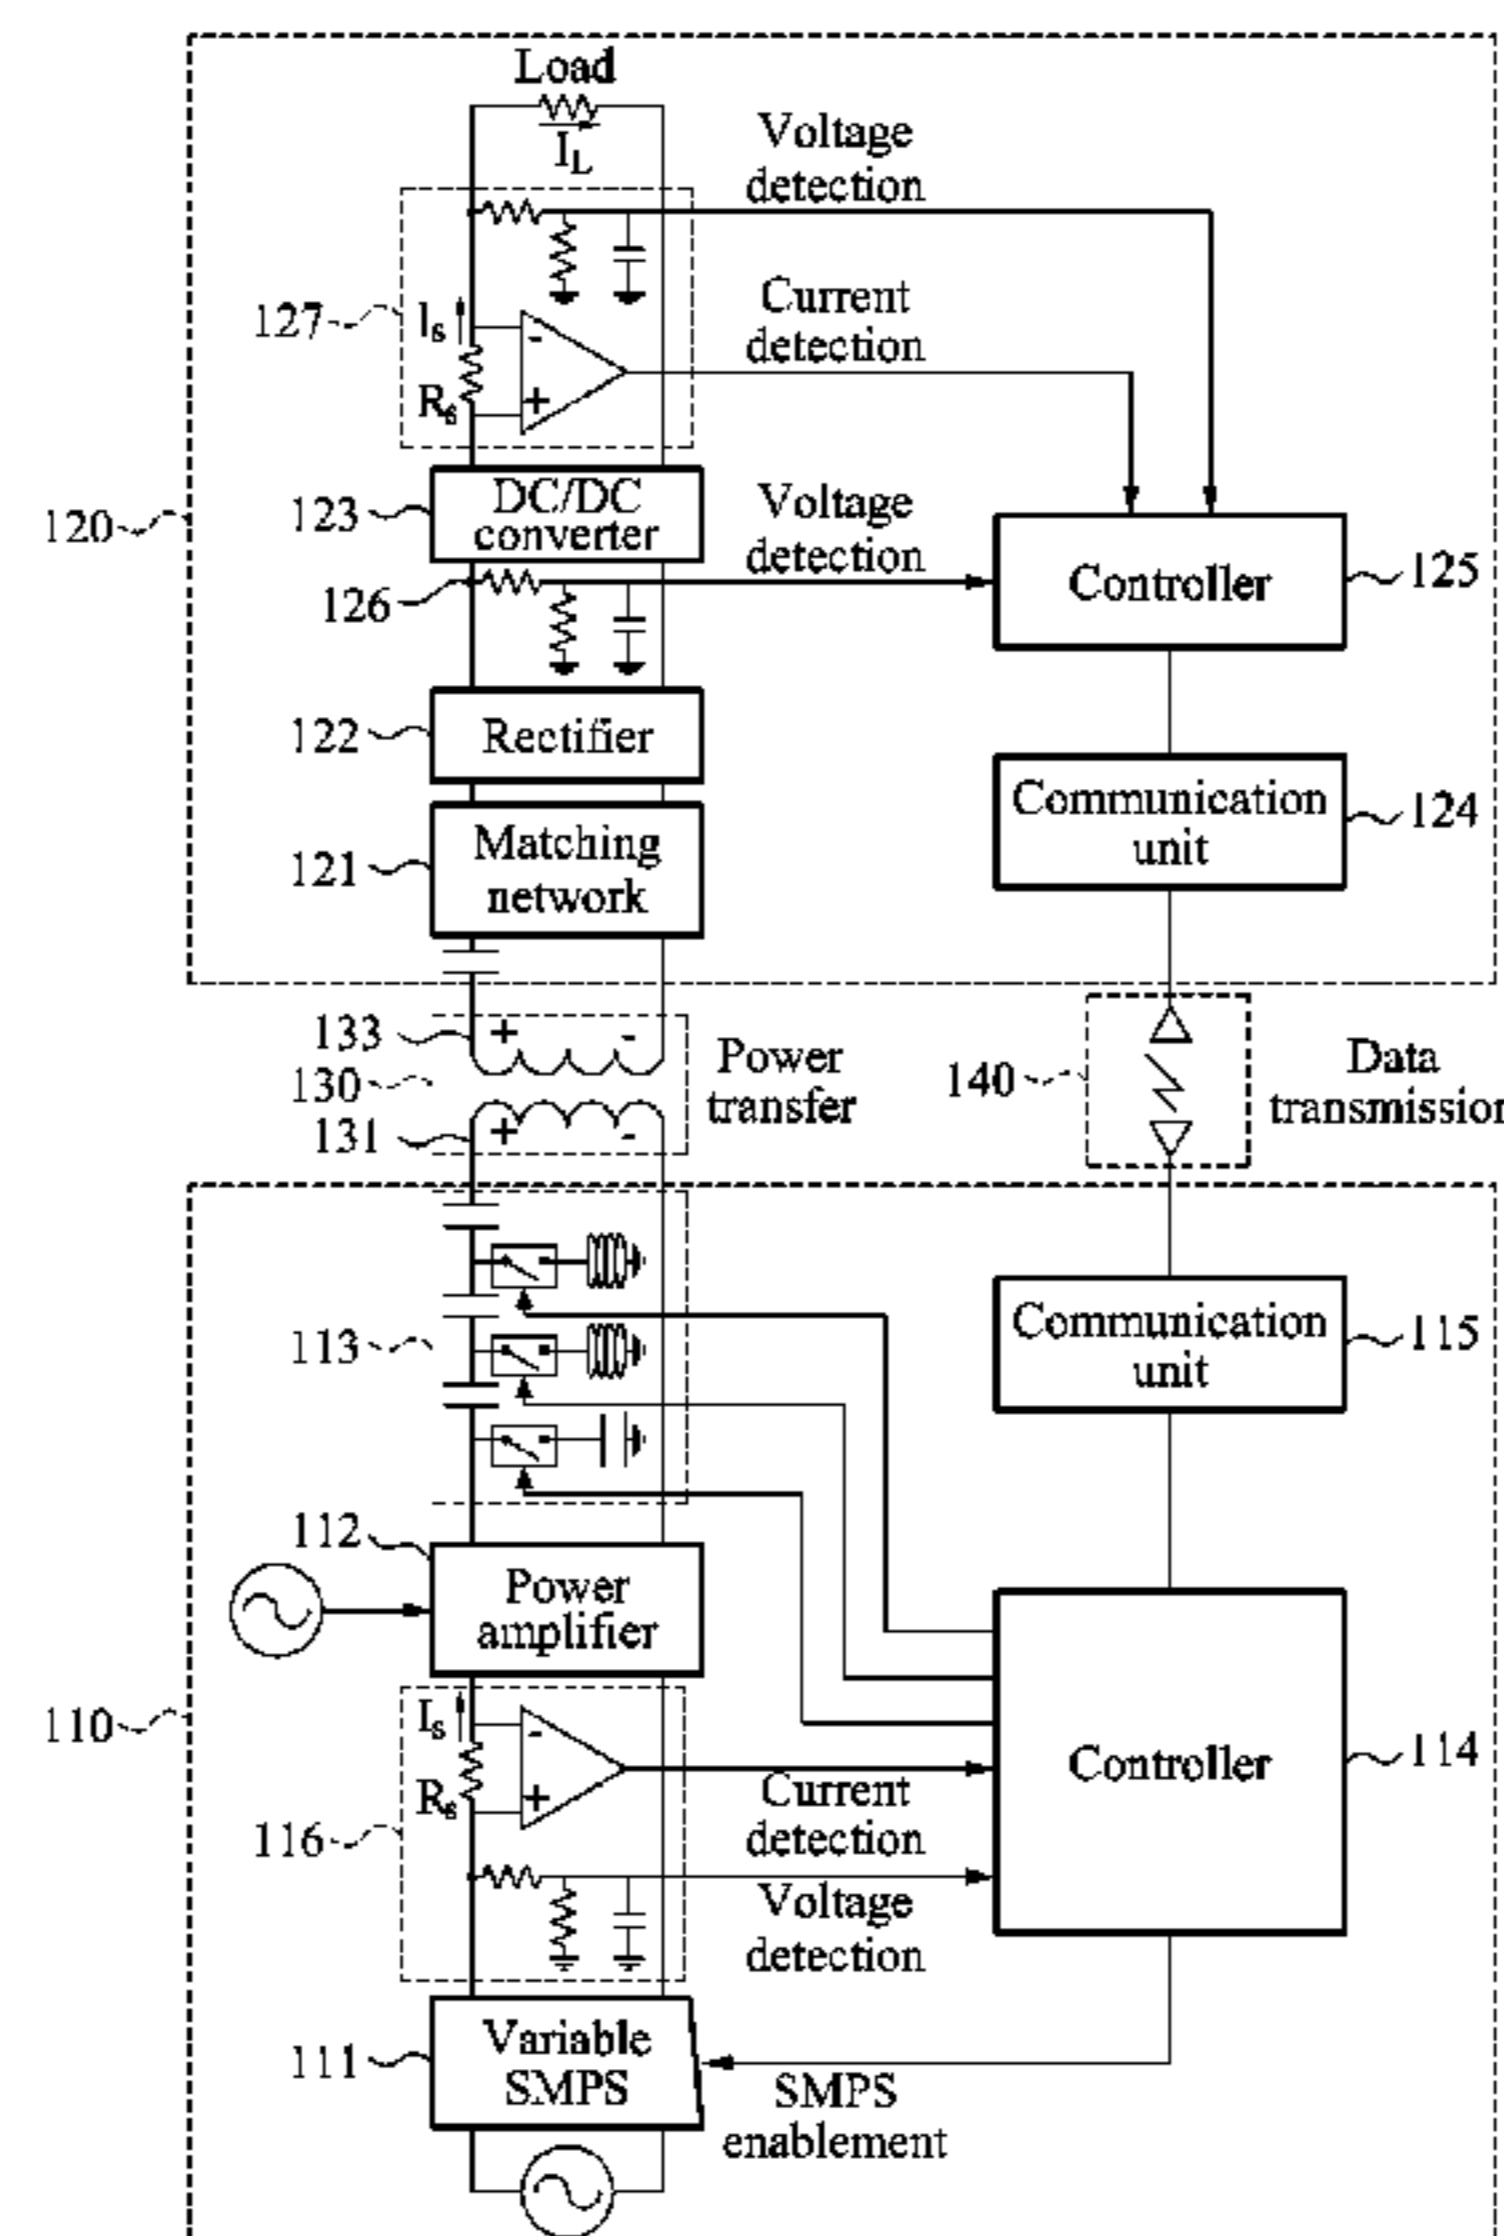 Load
I_L
Voltage
detection
127
I_s
-
Current
detection
R_s
+
120
123
DC/DC
converter
Voltage
detection
126
Controller
125
122
Rectifier
121
Matching
network
Communication
unit
124
133
+
-
130
Power
transfer
140
Data
transmission
131
+
-
113
Communication
unit
115
112
Power
amplifier
110
I_s
-
R_s
+
116
Current
detection
Voltage
detection
Controller
114
111
Variable
SMPS
SMPS
enablement